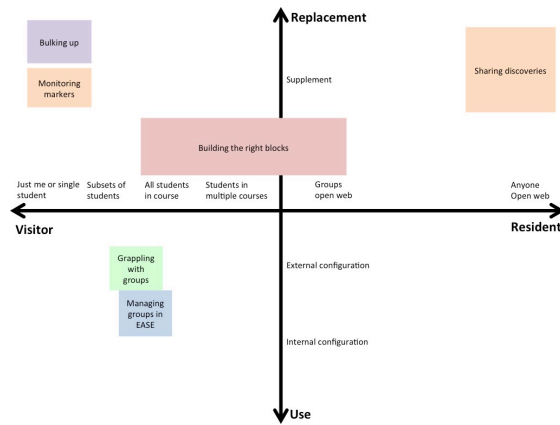 Replacement
Bulking up
Monitoring
markers
Supplement
Sharing discoveries
Building the right blocks
Just me or single
student
Subsets of
students
All students
in course
Students in
multiple courses
Groups
open web
Anyone
Open web
Visitor
Resident
Grappling
with
groups
External configuration
Managing
groups in
EASE
Internal configuration
Use